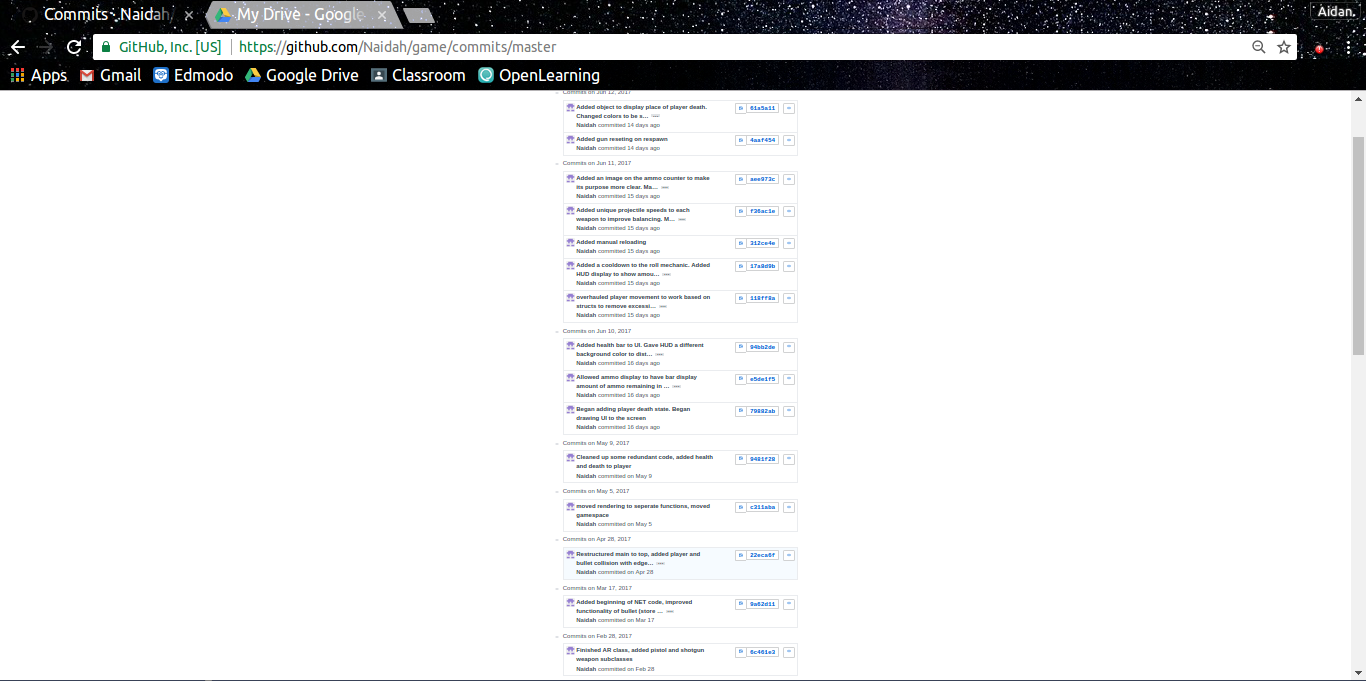 Commits · Naidah/
My Drive - Google
Aidan.
GitHub, Inc. [US] https://github.com/Naidah/game/commits/master
Apps Gmail Edmodo Google Drive Classroom OpenLearning
Commits on Jun 12, 2017
Added object to display place of player death. 61a5a11
Changed colors to be s...
Naidah committed 14 days ago
Added gun reseting on respawn 4aaf454
Naidah committed 14 days ago
Commits on Jun 11, 2017
Added an image on the ammo counter to make aee973c
its purpose more clear. Ma...
Naidah committed 15 days ago
Added unique projectile speeds to each f36ac1e
weapon to improve balancing. M...
Naidah committed 15 days ago
Added manual reloading 312ce4e
Naidah committed 15 days ago
Added a cooldown to the roll mechanic. Added 17a8d9b
HUD display to show amou...
Naidah committed 15 days ago
overhauled player movement to work based on 118ff8a
structs to remove excessi...
Naidah committed 15 days ago
Commits on Jun 10, 2017
Added health bar to UI. Gave HUD a different 94bb2de
background color to dist...
Naidah committed 16 days ago
Allowed ammo display to have bar display e5de1f5
amount of ammo remaining in ...
Naidah committed 16 days ago
Began adding player death state. Began 79892ab
drawing UI to the screen
Naidah committed 16 days ago
Commits on May 9, 2017
Cleaned up some redundant code, added health 9481f28
and death to player
Naidah committed on May 9
Commits on May 5, 2017
moved rendering to seperate functions, moved c311aba
gamespace
Naidah committed on May 5
Commits on Apr 28, 2017
Restructured main to top, added player and 22eca6f
bullet collision with edge...
Naidah committed on Apr 28
Commits on Mar 17, 2017
Added beginning of NET code, improved 9a62d11
functionality of bullet (store ...
Naidah committed on Mar 17
Commits on Feb 28, 2017
Finished AR class, added pistol and shotgun 6c461e3
weapon subclasses
Naidah committed on Feb 28